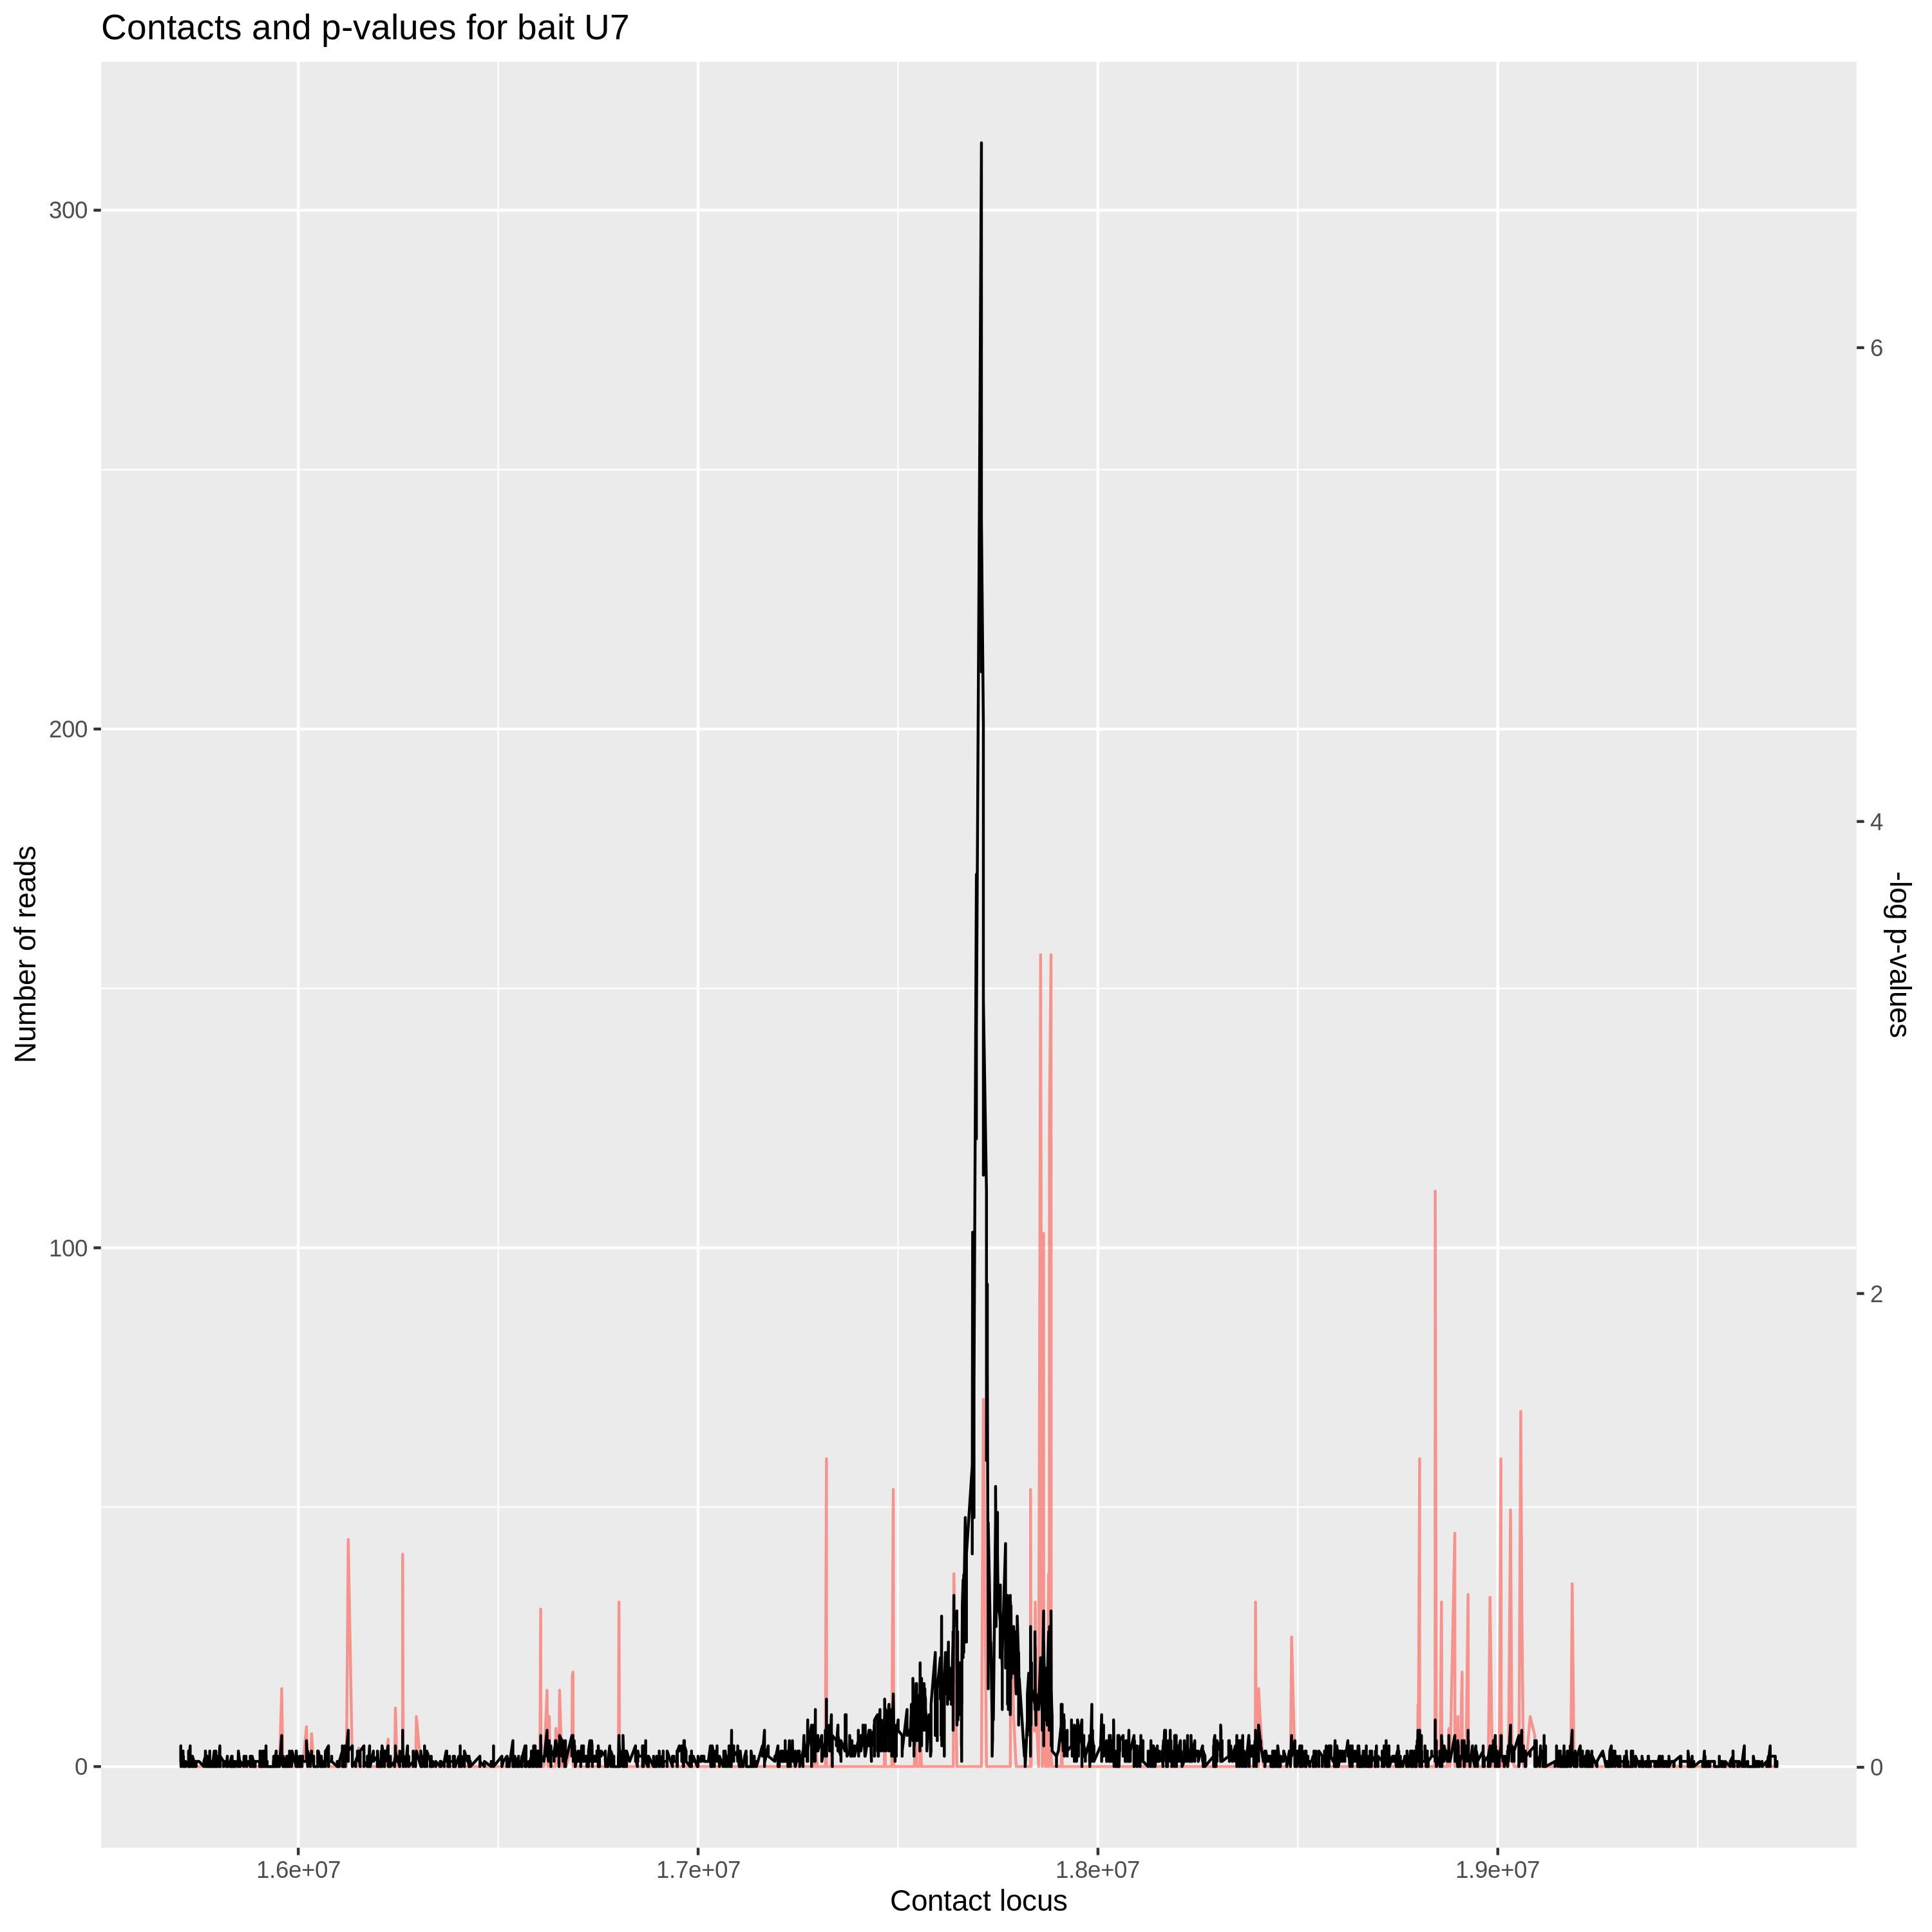 Contacts and p-values for bait U7
300
200
100
0
6
4
2
0
Number of reads
-log p-values
1.6e+07
1.7e+07
1.8e+07
1.9e+07
Contact locus